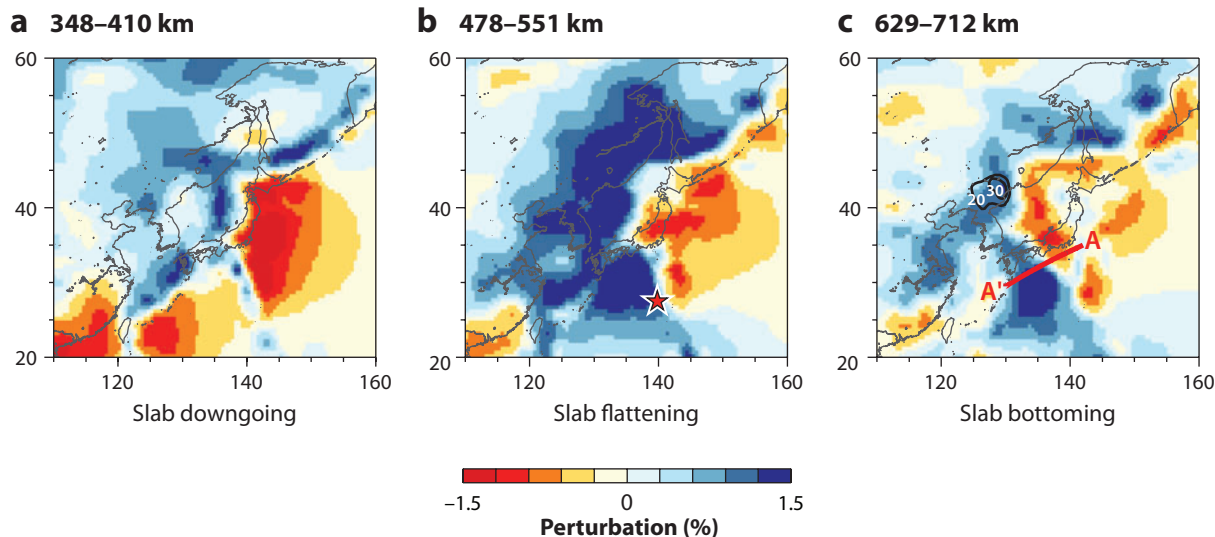 a 348–410 km
b 478–551 km
c 629–712 km
60
40
20
120
140
160
Slab downgoing
60
40
20
120
140
160
Slab flattening
60
40
20
30
20
A
A'
120
140
160
Slab bottoming
–1.5
0
1.5
Perturbation (%)